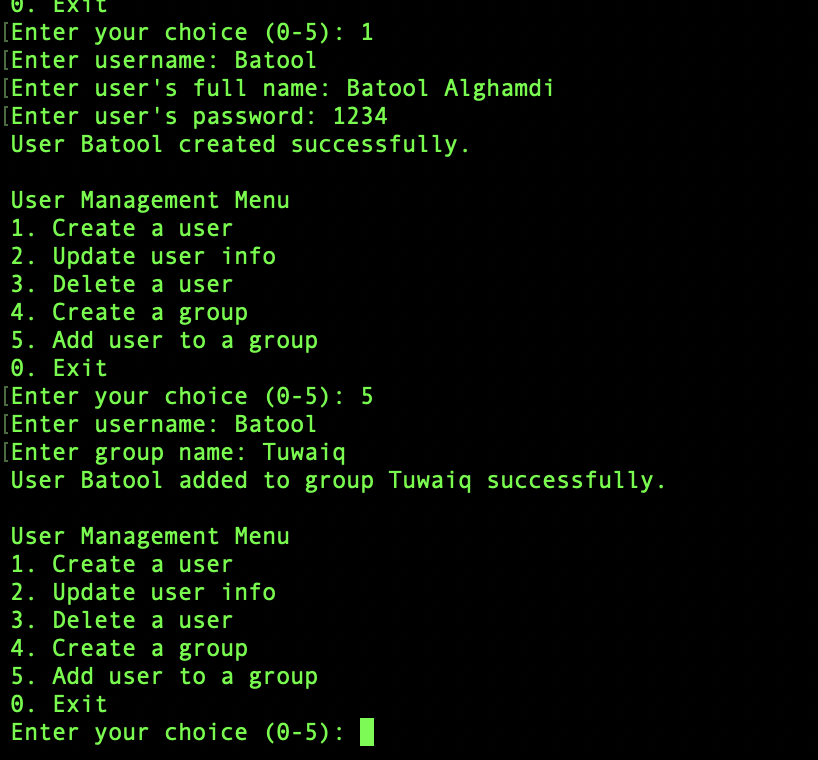 0. Exit
[Enter your choice (0-5): 1
[Enter username: Batool
[Enter user's full name: Batool Alghamdi
[Enter user's password: 1234
User Batool created successfully.

User Management Menu
1. Create a user
2. Update user info
3. Delete a user
4. Create a group
5. Add user to a group
0. Exit
[Enter your choice (0-5): 5
[Enter username: Batool
[Enter group name: Tuwaiq
User Batool added to group Tuwaiq successfully.

User Management Menu
1. Create a user
2. Update user info
3. Delete a user
4. Create a group
5. Add user to a group
0. Exit
Enter your choice (0-5):